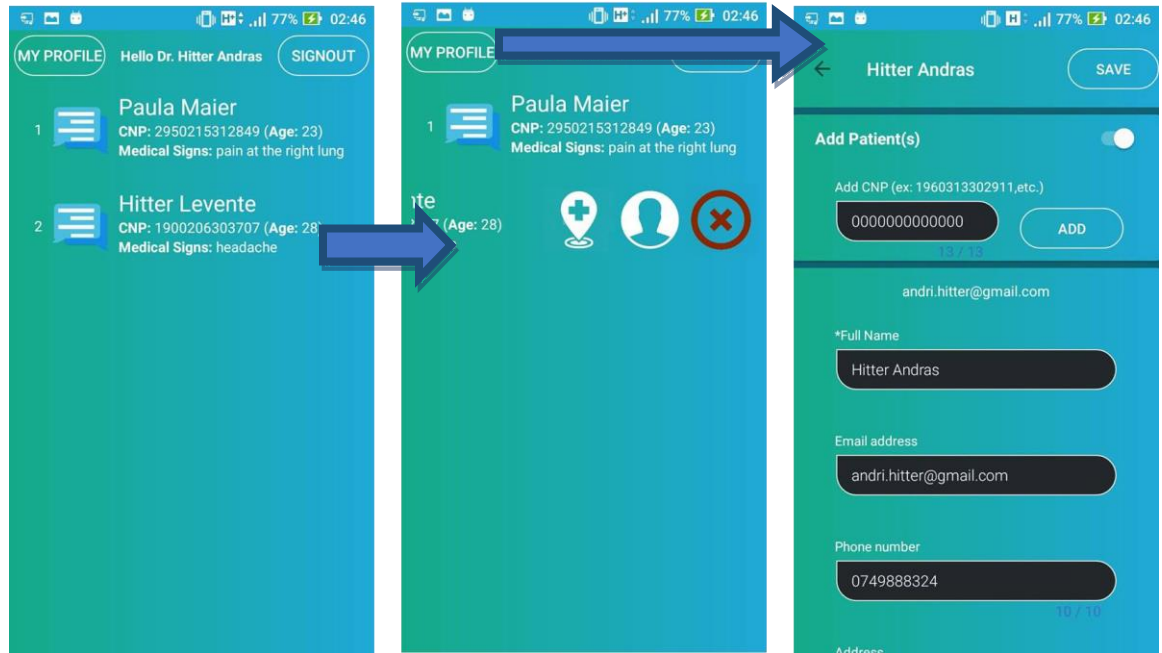 77% 02:46
MY PROFILE Hello Dr. Hitter Andras SIGNOUT
1 Paula Maier
CNP: 2950215312849 (Age: 23)
Medical Signs: pain at the right lung
2 Hitter Levente
CNP: 1900206303707 (Age: 28)
Medical Signs: headache
77% 02:46
MY PROFILE
1 Paula Maier
CNP: 2950215312849 (Age: 23)
Medical Signs: pain at the right lung
nte
7 (Age: 28)
77% 02:46
Hitter Andras SAVE
Add Patient(s)
Add CNP (ex: 1960313302911,etc.)
0000000000000 ADD
13 / 13
andri.hitter@gmail.com
*Full Name
Hitter Andras
Email address
andri.hitter@gmail.com
Phone number
0749888324
10 / 10
Address